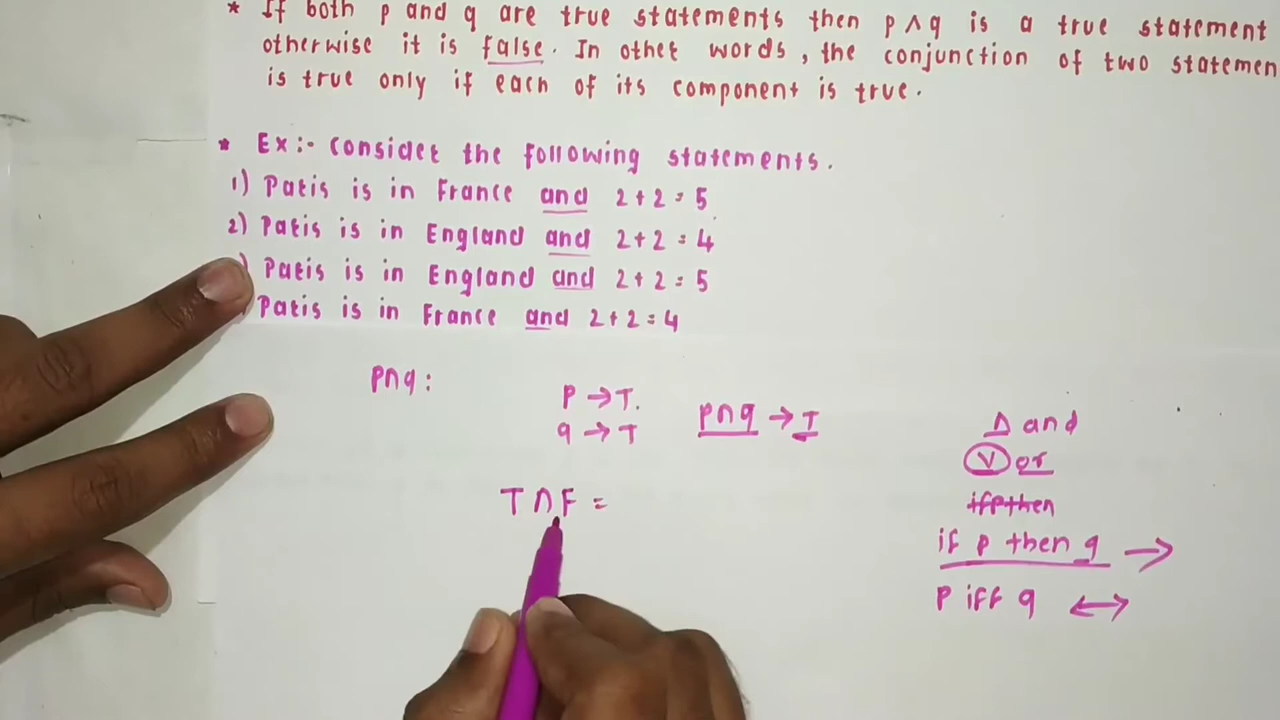 * If both p and q are true statements then p ∧ q is a true statement
otherwise it is false. In other words, the conjunction of two statemen
is true only if each of its component is true.
* Ex:- Consider the following statements.
1) Paris is in France and 2+2=5
2) Paris is in England and 2+2=4
) Paris is in England and 2+2=5
Paris is in France and 2+2=4
p∧q:
p → T.
q → T
p∧q → T
T ∧ F =
∧ and
V or
if p then
if p then q →
P iff q ↔